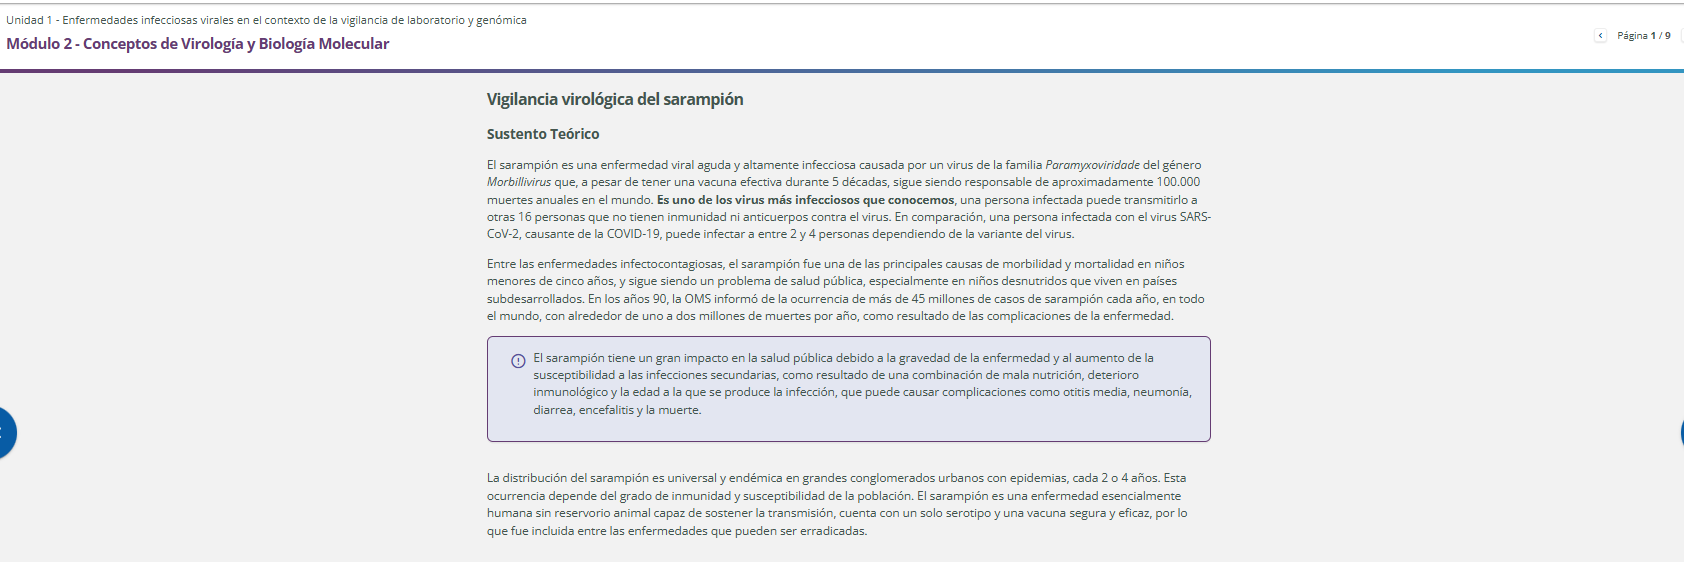 Unidad 1 - Enfermedades infecciosas virales en el contexto de la vigilancia de laboratorio y genómica
Módulo 2 - Conceptos de Virología y Biología Molecular
Página 1 / 9
Vigilancia virológica del sarampión
Sustento Teórico
El sarampión es una enfermedad viral aguda y altamente infecciosa causada por un virus de la familia Paramyxoviridade del género
Morbillivirus que, a pesar de tener una vacuna efectiva durante 5 décadas, sigue siendo responsable de aproximadamente 100.000
muertes anuales en el mundo. Es uno de los virus más infecciosos que conocemos, una persona infectada puede transmitirlo a
otras 16 personas que no tienen inmunidad ni anticuerpos contra el virus. En comparación, una persona infectada con el virus SARS-
CoV-2, causante de la COVID-19, puede infectar a entre 2 y 4 personas dependiendo de la variante del virus.
Entre las enfermedades infectocontagiosas, el sarampión fue una de las principales causas de morbilidad y mortalidad en niños
menores de cinco años, y sigue siendo un problema de salud pública, especialmente en niños desnutridos que viven en países
subdesarrollados. En los años 90, la OMS informó de la ocurrencia de más de 45 millones de casos de sarampión cada año, en todo
el mundo, con alrededor de uno a dos millones de muertes por año, como resultado de las complicaciones de la enfermedad.
El sarampión tiene un gran impacto en la salud pública debido a la gravedad de la enfermedad y al aumento de la
susceptibilidad a las infecciones secundarias, como resultado de una combinación de mala nutrición, deterioro
inmunológico y la edad a la que se produce la infección, que puede causar complicaciones como otitis media, neumonía,
diarrea, encefalitis y la muerte.
La distribución del sarampión es universal y endémica en grandes conglomerados urbanos con epidemias, cada 2 o 4 años. Esta
ocurrencia depende del grado de inmunidad y susceptibilidad de la población. El sarampión es una enfermedad esencialmente
humana sin reservorio animal capaz de sostener la transmisión, cuenta con un solo serotipo y una vacuna segura y eficaz, por lo
que fue incluida entre las enfermedades que pueden ser erradicadas.